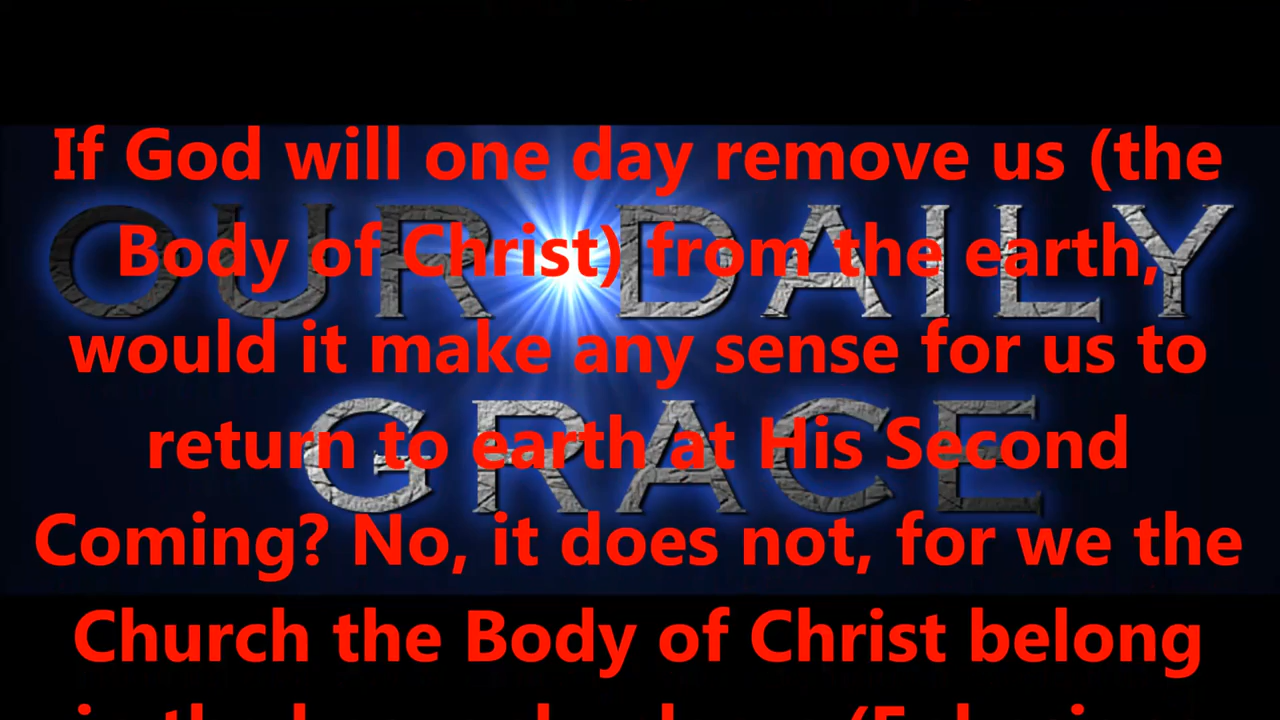 If God will one day remove us (the
OUR DAILY
Body of Christ) from the earth,
would it make any sense for us to
GRACE
return to earth at His Second
Coming? No, it does not, for we the
Church the Body of Christ belong